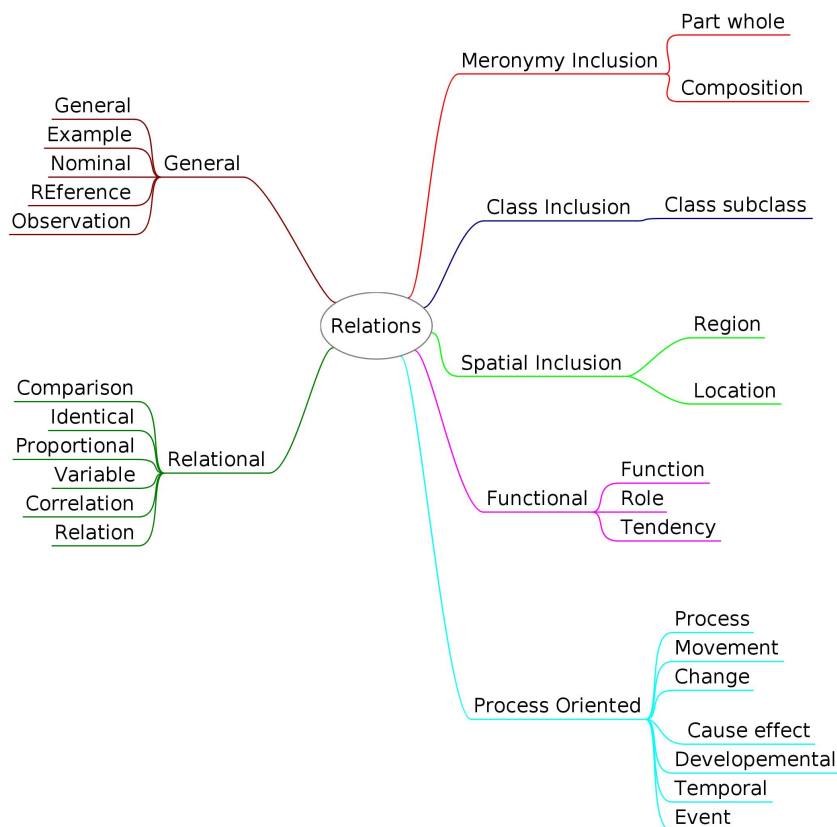 Relations
General
General
Example
Nominal
REference
Observation
Relational
Comparison
Identical
Proportional
Variable
Correlation
Relation
Meronymy Inclusion
Part whole
Composition
Class Inclusion
Class subclass
Spatial Inclusion
Region
Location
Functional
Function
Role
Tendency
Process Oriented
Process
Movement
Change
Cause effect
Developemental
Temporal
Event